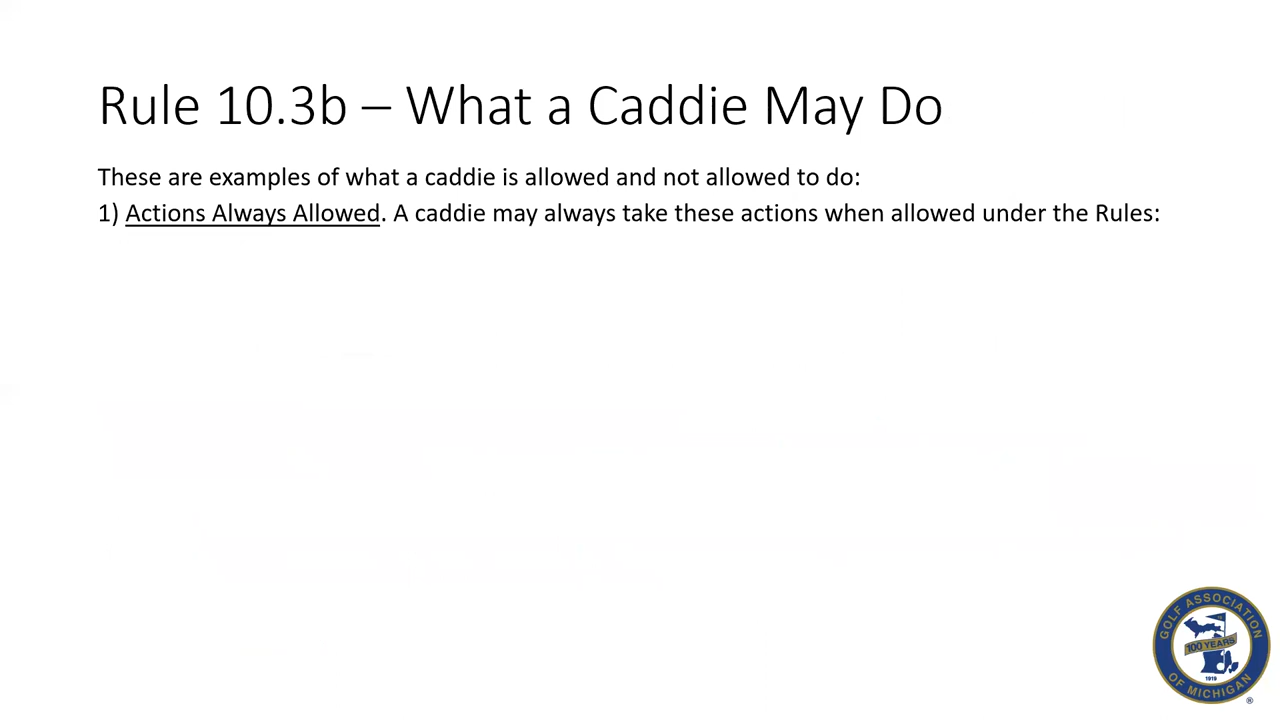 Rule 10.3b – What a Caddie May Do
These are examples of what a caddie is allowed and not allowed to do:
1) Actions Always Allowed. A caddie may always take these actions when allowed under the Rules:
GOLF ASSOCIATION
100 YEARS
1919
OF MICHIGAN
®